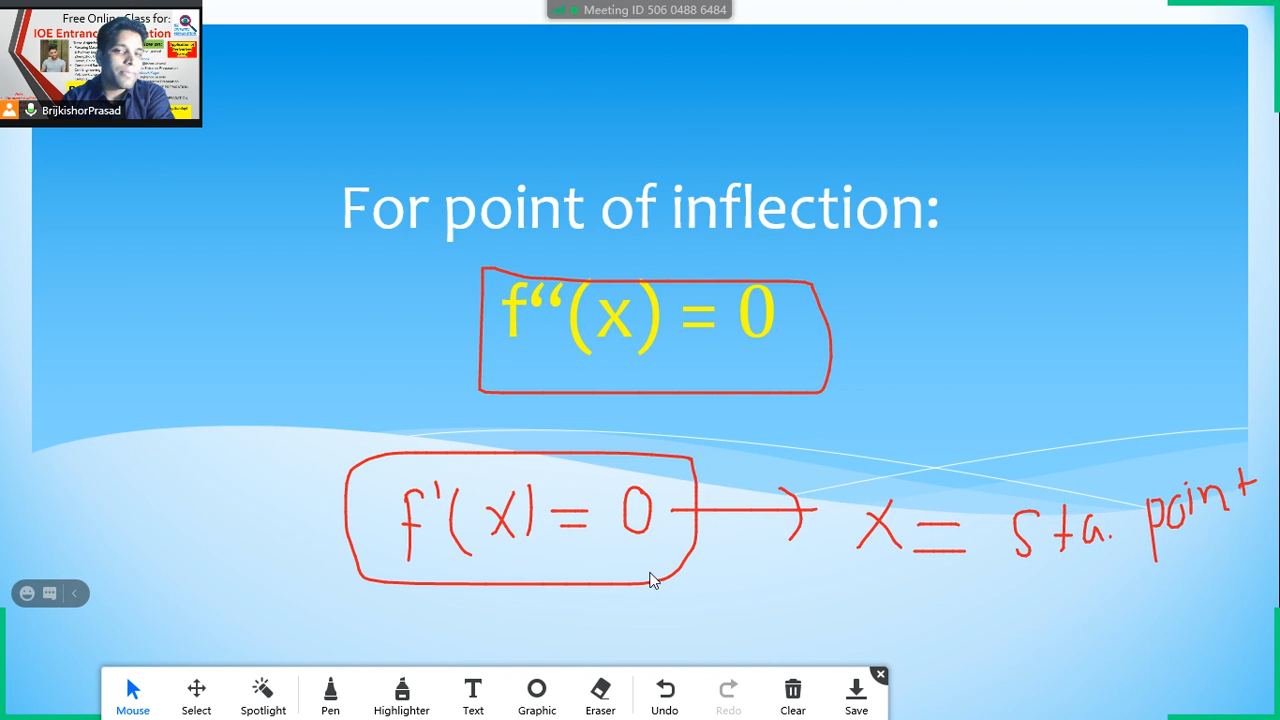 Meeting ID 506 0488 6484
Free Online Class for:
IOE Entrance
BrijkishorPrasad
For point of inflection:
f“(x) = 0
f'(x) = 0 → x = sta. point
Mouse Select Spotlight Pen Highlighter Text Graphic Eraser Undo Redo Clear Save